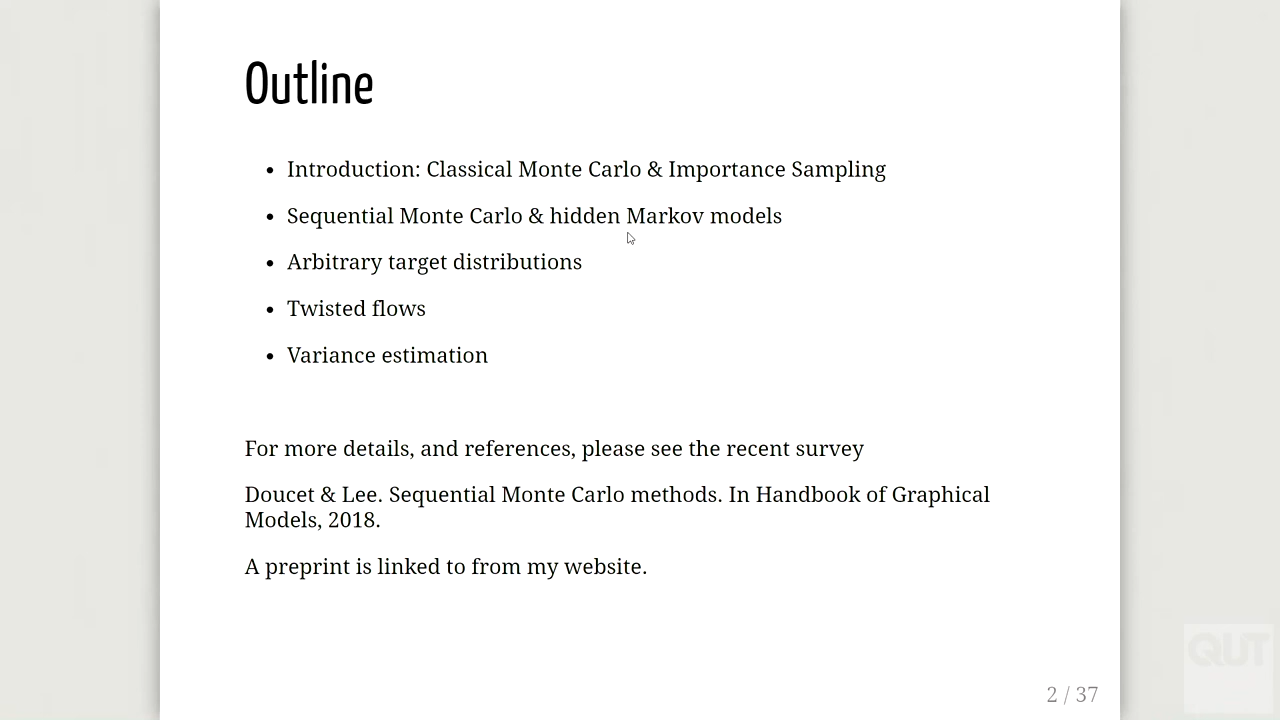 Outline
• Introduction: Classical Monte Carlo & Importance Sampling
• Sequential Monte Carlo & hidden Markov models
• Arbitrary target distributions
• Twisted flows
• Variance estimation
For more details, and references, please see the recent survey
Doucet & Lee. Sequential Monte Carlo methods. In Handbook of Graphical
Models, 2018.
A preprint is linked to from my website.
2 / 37
QUT